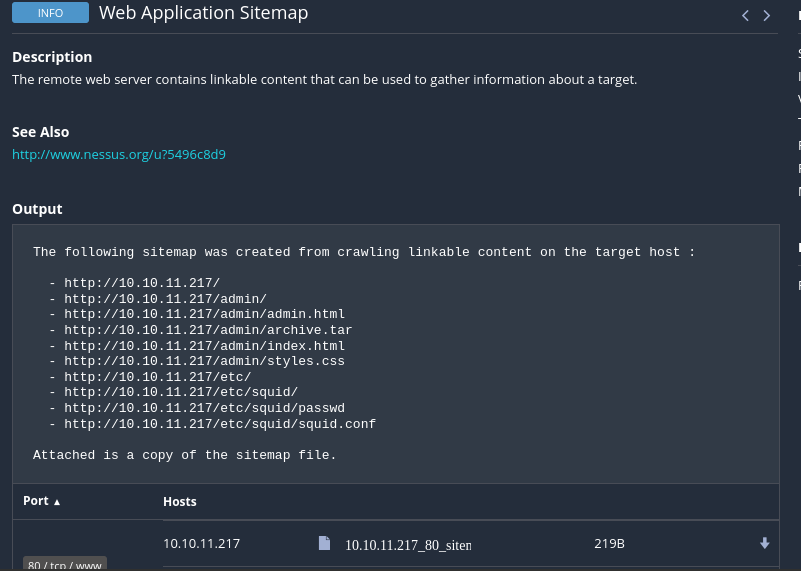 INFO Web Application Sitemap
Description
The remote web server contains linkable content that can be used to gather information about a target.
See Also
http://www.nessus.org/u?5496c8d9
Output
The following sitemap was created from crawling linkable content on the target host :
- http://10.10.11.217/
- http://10.10.11.217/admin/
- http://10.10.11.217/admin/admin.html
- http://10.10.11.217/admin/archive.tar
- http://10.10.11.217/admin/index.html
- http://10.10.11.217/admin/styles.css
- http://10.10.11.217/etc/
- http://10.10.11.217/etc/squid/
- http://10.10.11.217/etc/squid/passwd
- http://10.10.11.217/etc/squid/squid.conf
Attached is a copy of the sitemap file.
Port ▲ Hosts
10.10.11.217 10.10.11.217_80_siten 219B
80 / tcp / www